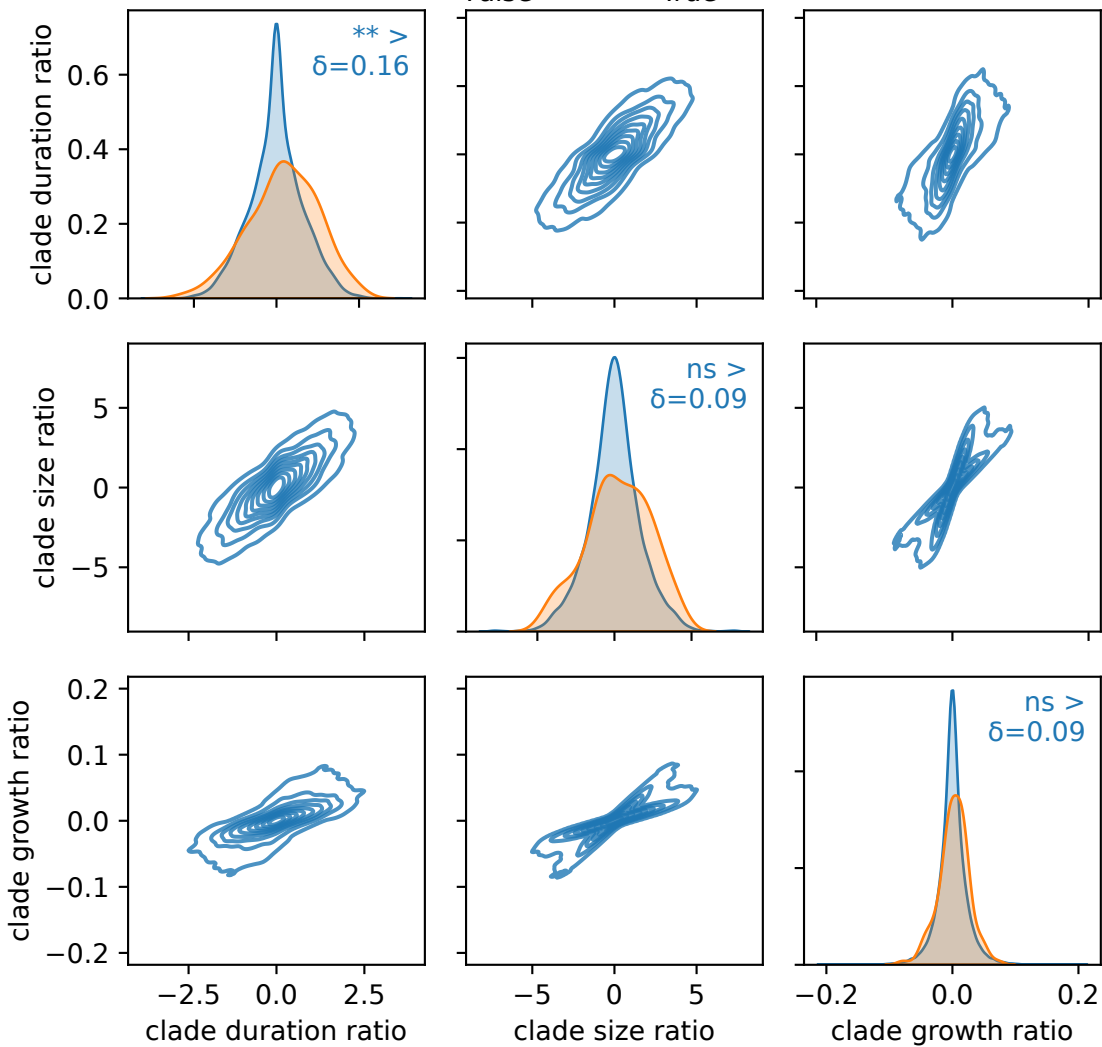 clade duration ratio
0.6
0.4
0.2
0.0
** >
δ=0.16
clade size ratio
5
0
−5
ns >
δ=0.09
clade growth ratio
0.2
0.1
0.0
−0.1
−0.2
ns >
δ=0.09
−2.5 0.0 2.5
−5 0 5
−0.2 0.0 0.2
clade duration ratio
clade size ratio
clade growth ratio